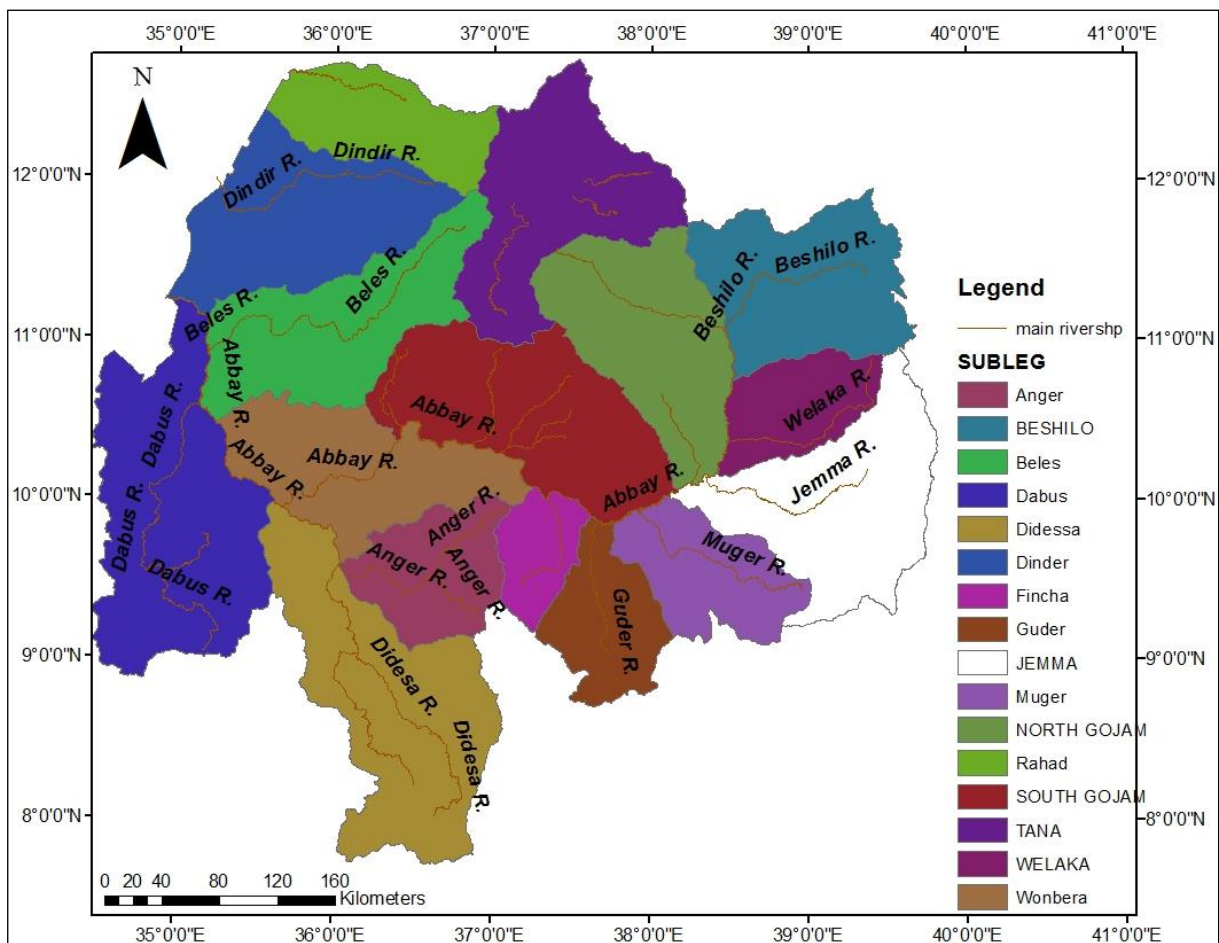 35°0'0"E 36°0'0"E 37°0'0"E 38°0'0"E 39°0'0"E 40°0'0"E 41°0'0"E
N
12°0'0"N
11°0'0"N
10°0'0"N
9°0'0"N
8°0'0"N
Dindir R.
Dindir R.
Beles R.
Beles R.
Beshilo R.
Beshilo R.
Abbay R.
Dabus R.
Abbay R.
Welaka R.
Abbay R.
Abbay R.
Abbay R.
Jemma R.
Dabus R.
Anger R.
Anger R.
Anger R.
Muger R.
Dabus R.
Guder R.
Didesa R.
Didesa R.
12°0'0"N
11°0'0"N
10°0'0"N
9°0'0"N
8°0'0"N
Legend
main rivershp
SUBLEG
Anger
BESHILO
Beles
Dabus
Didessa
Dinder
Fincha
Guder
JEMMA
Muger
NORTH GOJAM
Rahad
SOUTH GOJAM
TANA
WELAKA
Wonbera
0 20 40 80 120 160
Kilometers
35°0'0"E 36°0'0"E 37°0'0"E 38°0'0"E 39°0'0"E 40°0'0"E 41°0'0"E